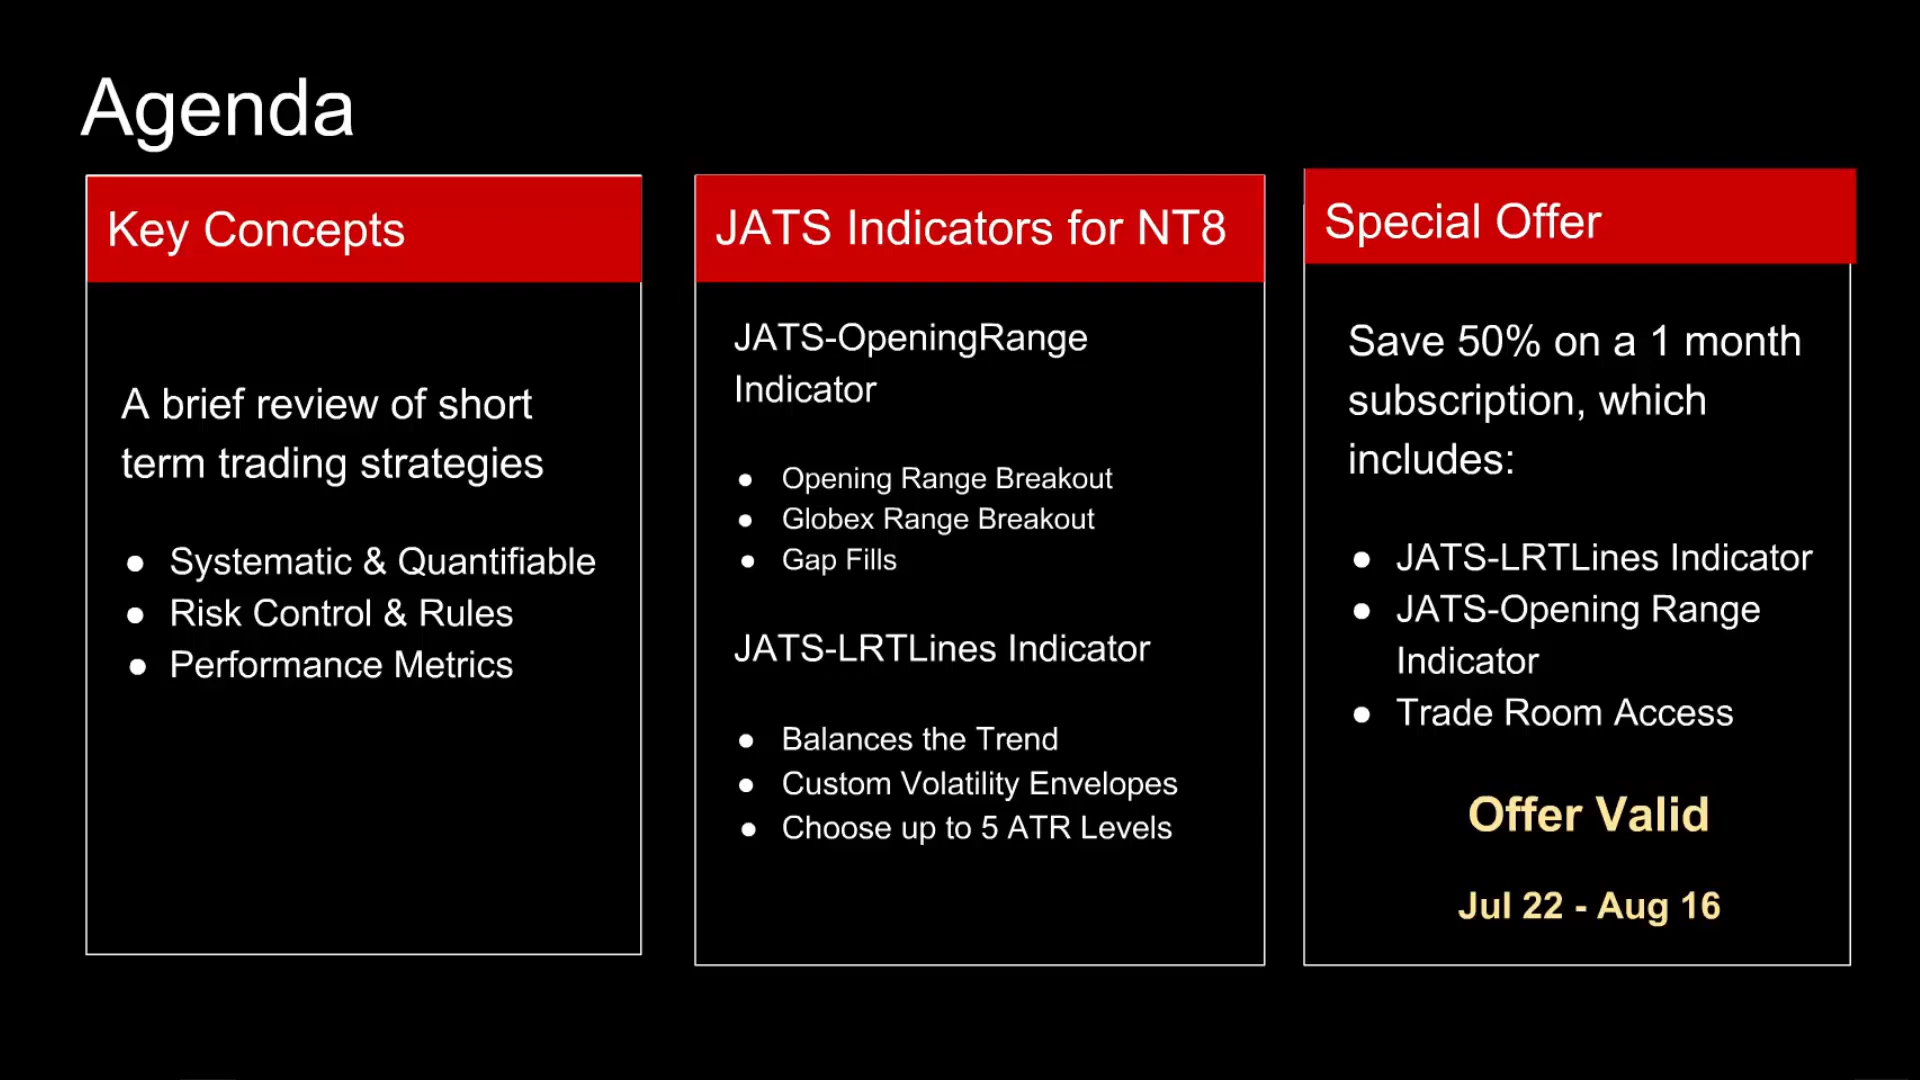 Agenda
Key Concepts
A brief review of short
term trading strategies
● Systematic & Quantifiable
● Risk Control & Rules
● Performance Metrics
JATS Indicators for NT8
JATS-OpeningRange
Indicator
● Opening Range Breakout
● Globex Range Breakout
● Gap Fills
JATS-LRTLines Indicator
● Balances the Trend
● Custom Volatility Envelopes
● Choose up to 5 ATR Levels
Special Offer
Save 50% on a 1 month
subscription, which
includes:
● JATS-LRTLines Indicator
● JATS-Opening Range
Indicator
● Trade Room Access
Offer Valid
Jul 22 - Aug 16